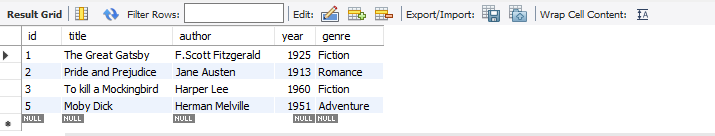 Result Grid Filter Rows: Edit: Export/Import: Wrap Cell Content: IA
id title author year genre
1 The Great Gatsby F.Scott Fitzgerald 1925 Fiction
2 Pride and Prejudice Jane Austen 1913 Romance
3 To kill a Mockingbird Harper Lee 1960 Fiction
5 Moby Dick Herman Melville 1951 Adventure
NULL NULL NULL NULL NULL